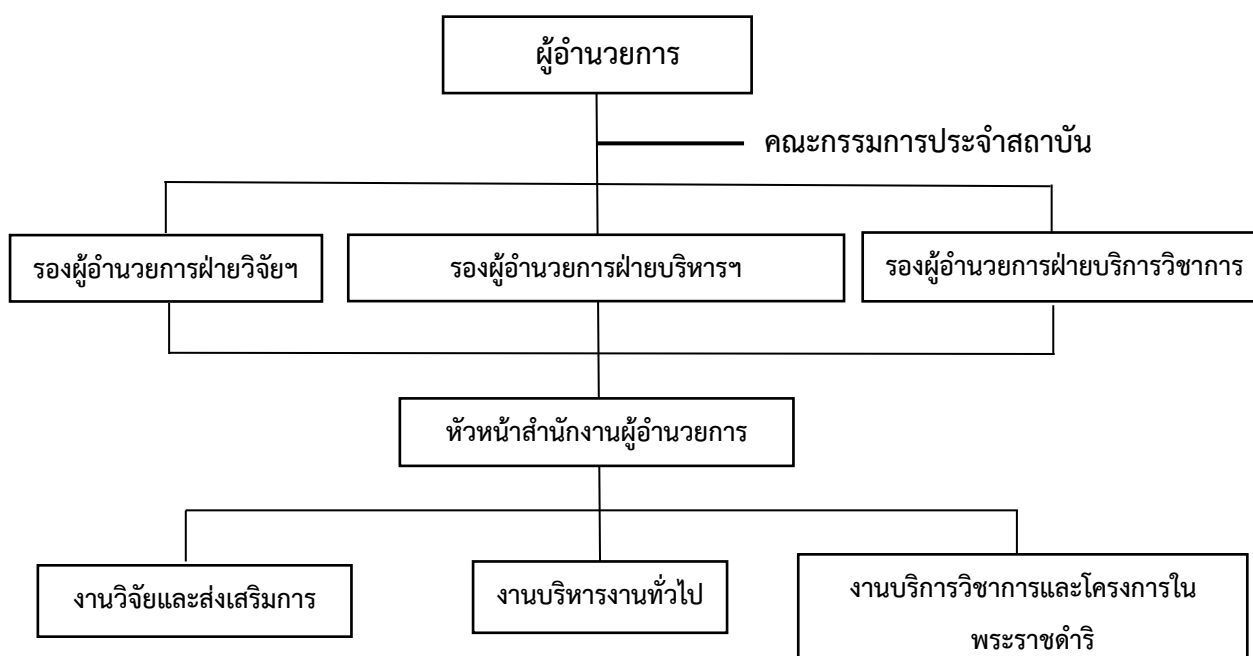 ผู้อำนวยการ
คณะกรรมการประจำสถาบัน
รองผู้อำนวยการฝ่ายวิจัยฯ
รองผู้อำนวยการฝ่ายบริหารฯ
รองผู้อำนวยการฝ่ายบริการวิชาการ
หัวหน้าสำนักงานผู้อำนวยการ
งานวิจัยและส่งเสริมการ
งานบริหารงานทั่วไป
งานบริการวิชาการและโครงการใน
พระราชดำริ